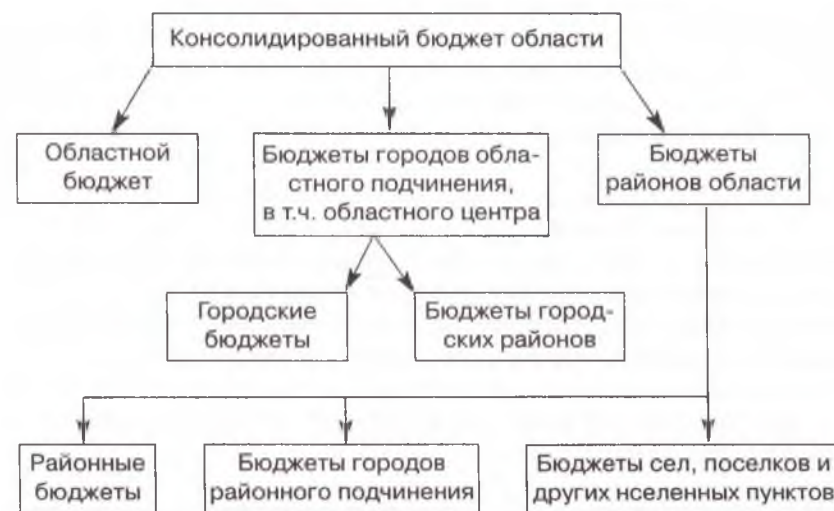 Консолидированный бюджет области
Областной
бюджет
Бюджеты городов обла-
стного подчинения,
в т.ч. областного центра
Бюджеты
районов области
Городские
бюджеты
Бюджеты город-
ских районов
Районные
бюджеты
Бюджеты городов
районного подчинения
Бюджеты сел, поселков и
других нселенных пунктов